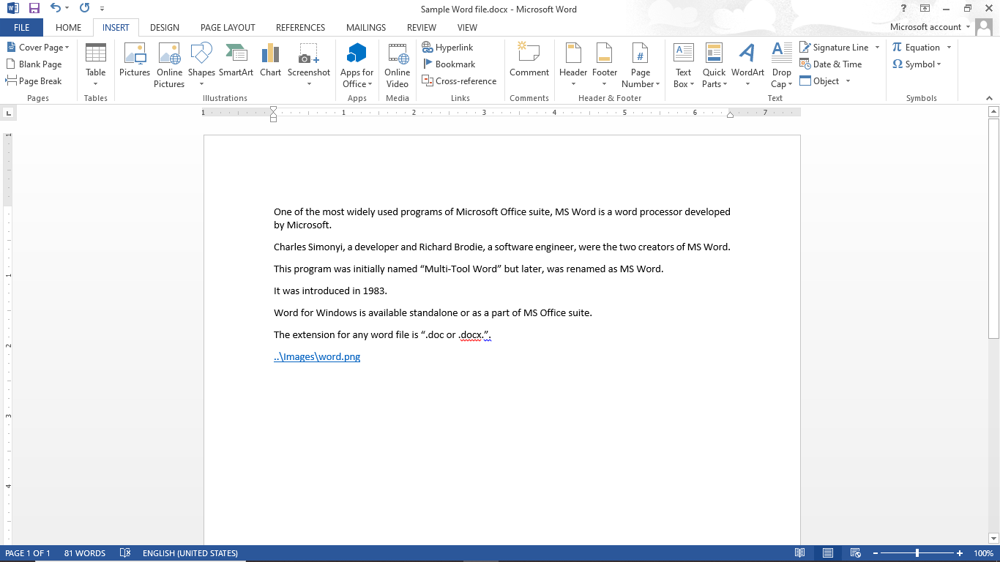 Sample Word file.docx - Microsoft Word
FILE HOME INSERT DESIGN PAGE LAYOUT REFERENCES MAILINGS REVIEW VIEW Microsoft account
Cover Page
Blank Page
Page Break
Pages
Table
Tables
Pictures
Online
Pictures
Shapes
SmartArt
Chart
Screenshot
Illustrations
Apps for
Office
Apps
Online
Video
Media
Hyperlink
Bookmark
Cross-reference
Links
Comment
Comments
Header
Footer
Page
Number
Header & Footer
Text
Box
Quick
Parts
WordArt
Drop
Cap
Signature Line
Date & Time
Object
Text
Equation
Symbol
Symbols
1 1 2 3 4 5 6 7
1
1
2
3
4
One of the most widely used programs of Microsoft Office suite, MS Word is a word processor developed
by Microsoft.
Charles Simonyi, a developer and Richard Brodie, a software engineer, were the two creators of MS Word.
This program was initially named “Multi-Tool Word” but later, was renamed as MS Word.
It was introduced in 1983.
Word for Windows is available standalone or as a part of MS Office suite.
The extension for any word file is “.doc or .docx.”.
..\Images\word.png
PAGE 1 OF 1 81 WORDS ENGLISH (UNITED STATES) 100%